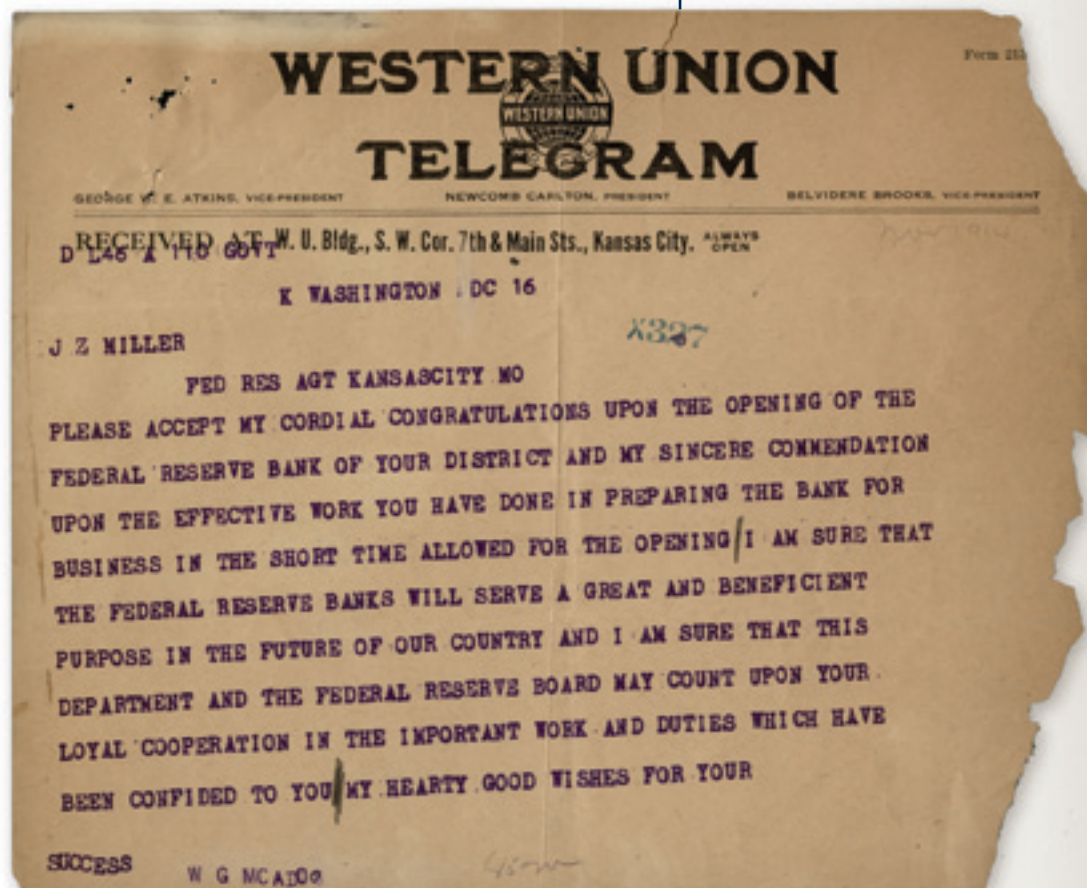 WESTERN UNION
WESTERN UNION
TELEGRAM
Form
GEORGE W. E. ATKINS, VICE-PRESIDENT NEWCOMB CARLTON, PRESIDENT BELVIDERE BROOKS, VICE-PRESIDENT
RECEIVED AT W. U. Bldg., S. W. Cor. 7th & Main Sts., Kansas City. ALWAYS OPEN
D L46 A 110 GOVT
K WASHINGTON DC 16
X327
J Z MILLER
FED RES AGT KANSASCITY MO
PLEASE ACCEPT MY CORDIAL CONGRATULATIONS UPON THE OPENING OF THE
FEDERAL RESERVE BANK OF YOUR DISTRICT AND MY SINCERE COMMENDATION
UPON THE EFFECTIVE WORK YOU HAVE DONE IN PREPARING THE BANK FOR
BUSINESS IN THE SHORT TIME ALLOWED FOR THE OPENING/I AM SURE THAT
THE FEDERAL RESERVE BANKS WILL SERVE A GREAT AND BENEFICIENT
PURPOSE IN THE FUTURE OF OUR COUNTRY AND I AM SURE THAT THIS
DEPARTMENT AND THE FEDERAL RESERVE BOARD MAY COUNT UPON YOUR
LOYAL COOPERATION IN THE IMPORTANT WORK AND DUTIES WHICH HAVE
BEEN CONFIDED TO YOU/MY HEARTY GOOD WISHES FOR YOUR
SUCCESS
W G MCADOO